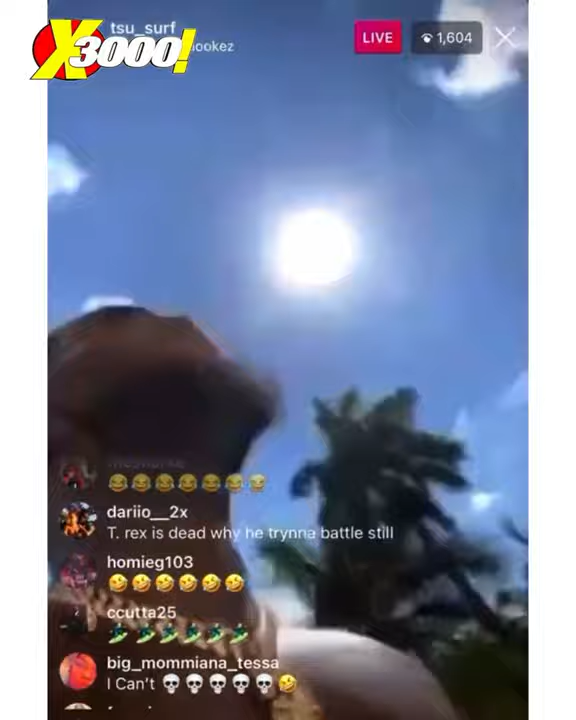 X3000!
tsu_surf
ookez
LIVE
1,604
😂😂😂😂😂😂😂
dariio__2x
T. rex is dead why he trynna battle still
homieg103
🤣🤣🤣🤣🤣🤣
ccutta25
🏄🏿‍♂️🏄🏿‍♂️🏄🏿‍♂️🏄🏿‍♂️🏄🏿‍♂️🏄🏿‍♂️
big_mommiana_tessa
I Can't 💀💀💀💀💀🤣